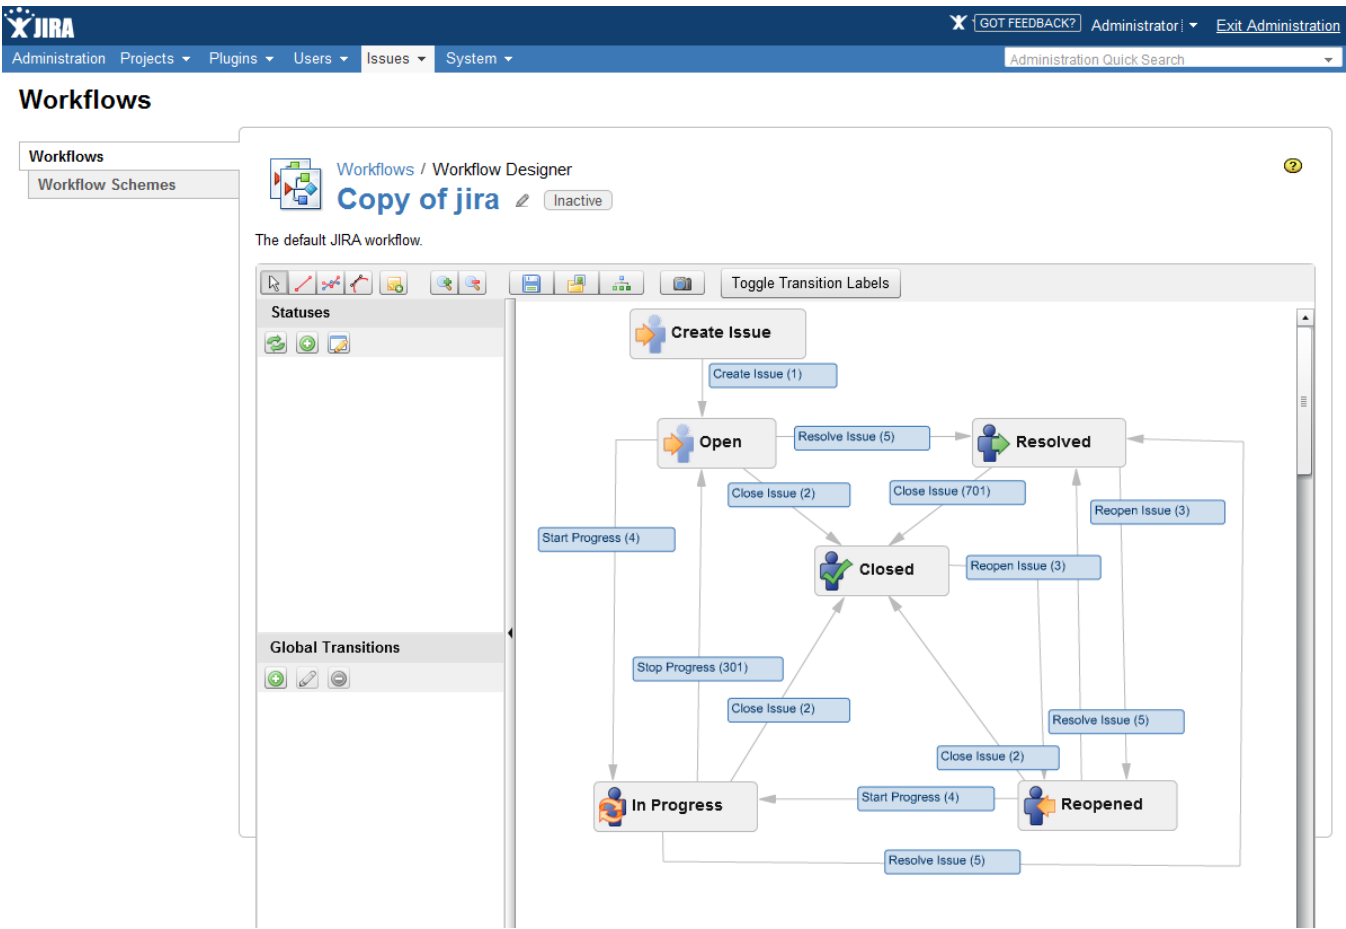 JIRA
GOT FEEDBACK? Administrator Exit Administration
Administration Projects Plugins Users Issues System Administration Quick Search
Workflows
Workflows
Workflow Schemes
Workflows / Workflow Designer
Copy of jira Inactive
The default JIRA workflow.
Toggle Transition Labels
Statuses
Global Transitions
Create Issue
Create Issue (1)
Open
Resolve Issue (5)
Resolved
Close Issue (2)
Close Issue (701)
Reopen Issue (3)
Start Progress (4)
Closed
Reopen Issue (3)
Stop Progress (301)
Close Issue (2)
Resolve Issue (5)
Close Issue (2)
In Progress
Start Progress (4)
Reopened
Resolve Issue (5)